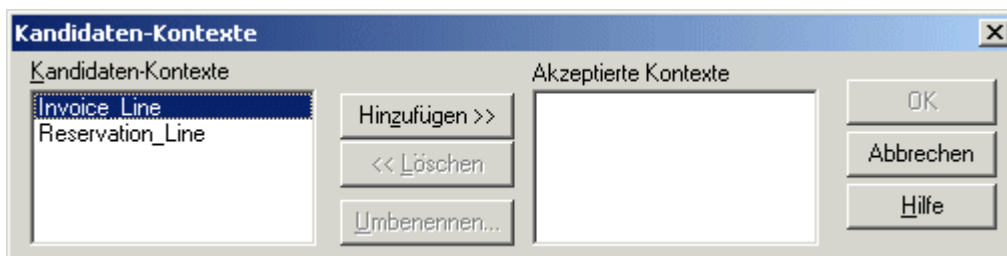 Kandidaten-Kontexte
Kandidaten-Kontexte
Invoice_Line
Reservation_Line
Hinzufügen >>
<< Löschen
Umbenennen...
Akzeptierte Kontexte
OK
Abbrechen
Hilfe